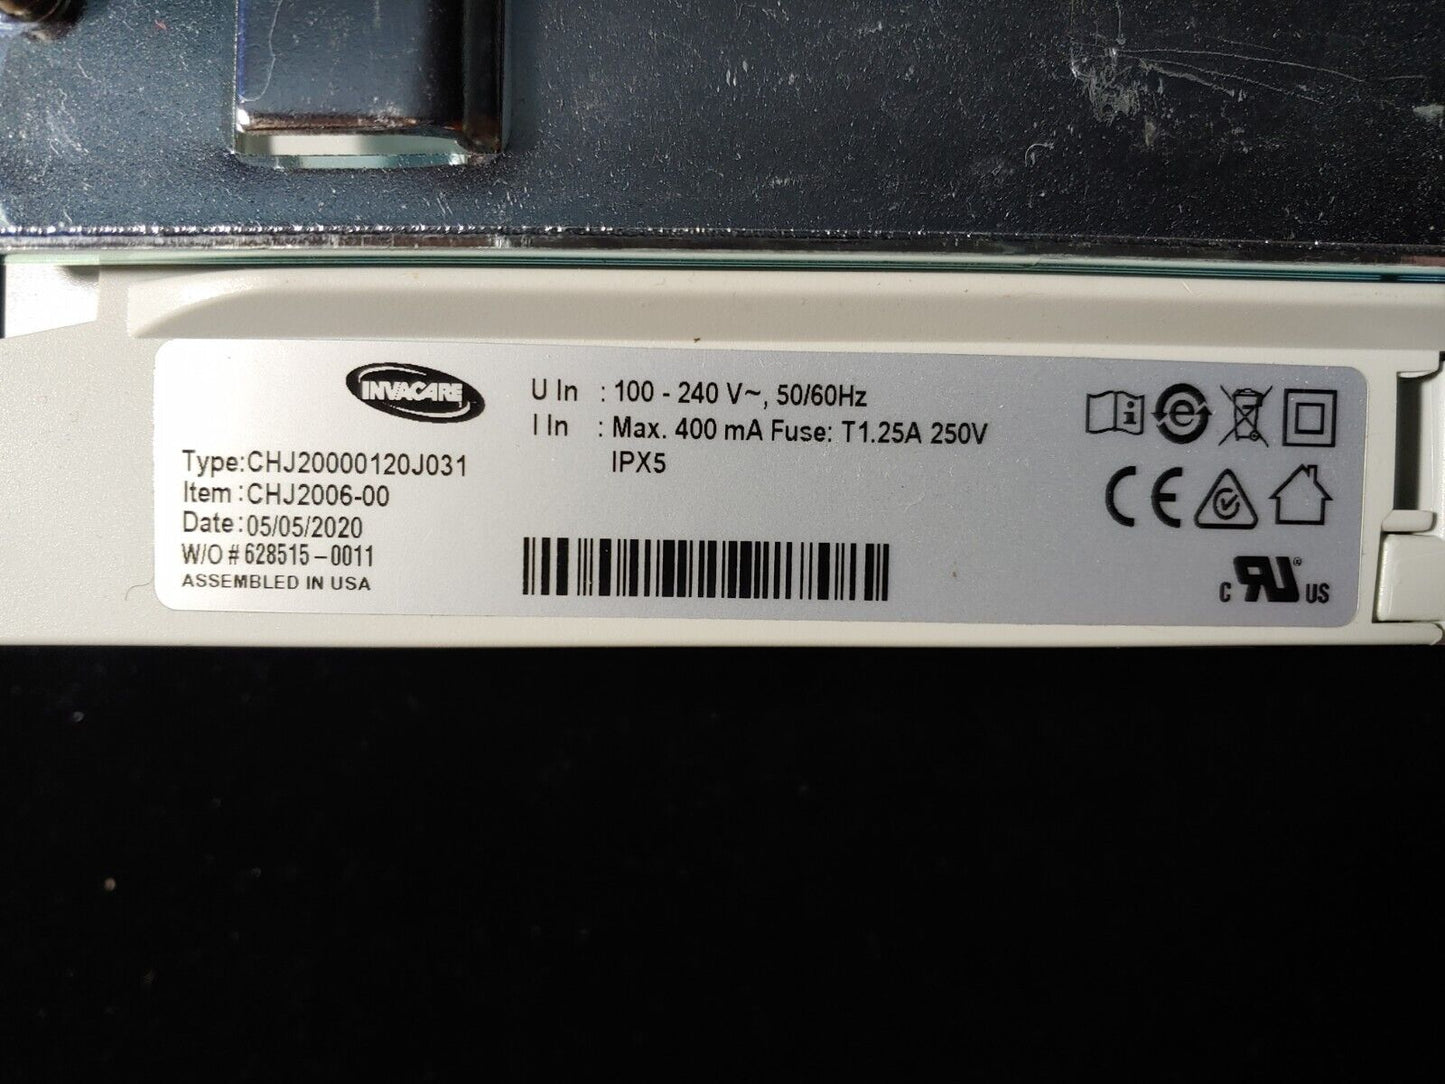 INVACARE
Type:CHJ20000120J031
Item :CHJ2006-00
Date:05/05/2020
W/O # 628515-0011
ASSEMBLED IN USA
U In : 100 - 240 V~, 50/60Hz
I In : Max. 400 mA Fuse: T1.25A 250V
IPX5
i
e
CE
c RU ® US